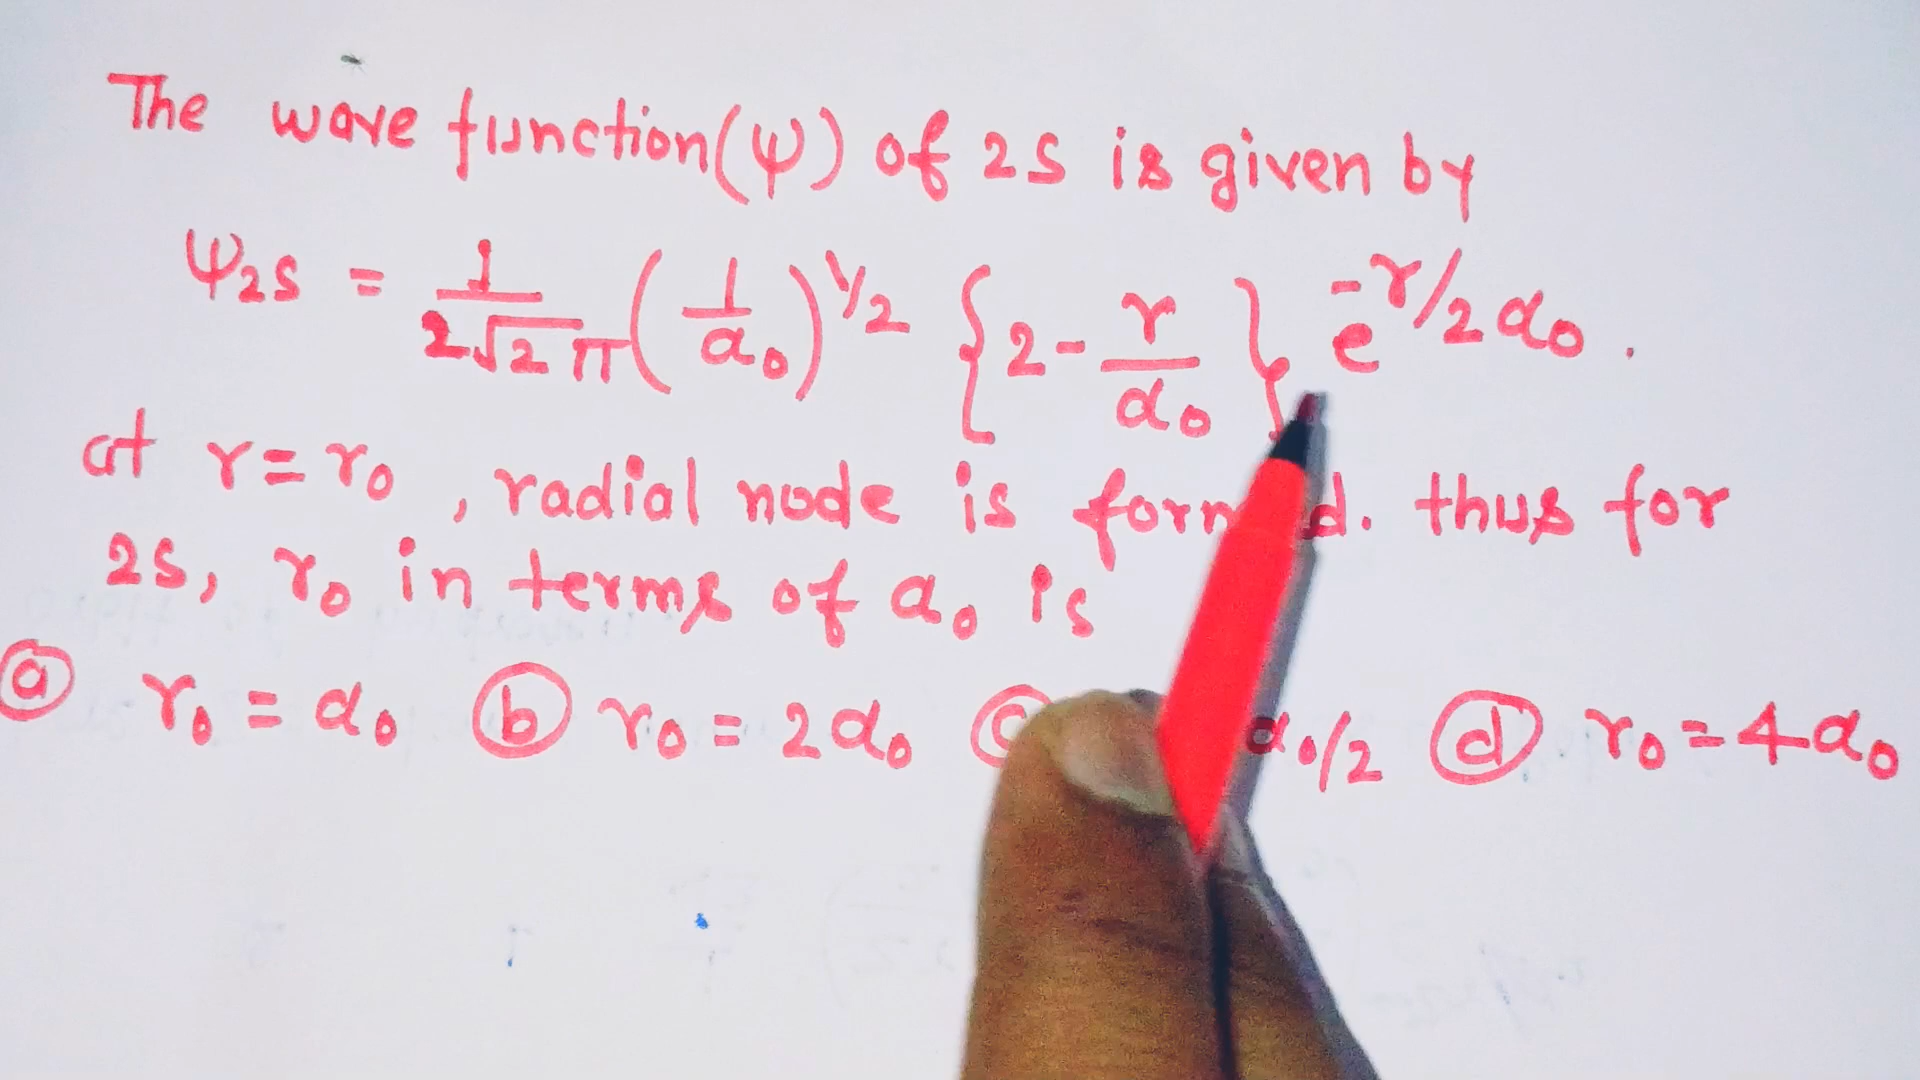 The wave function(ψ) of 2S is given by
ψ2S = 1/2√2π (1/a₀)^1/2 {2 - r/a₀} e^-r/2a₀ .
at r = r₀ , radial node is formed. thus for
2S, r₀ in terms of a₀ is
ⓐ r₀ = a₀ ⓑ r₀ = 2a₀ ⓒ a₀/2 ⓓ r₀ = 4a₀